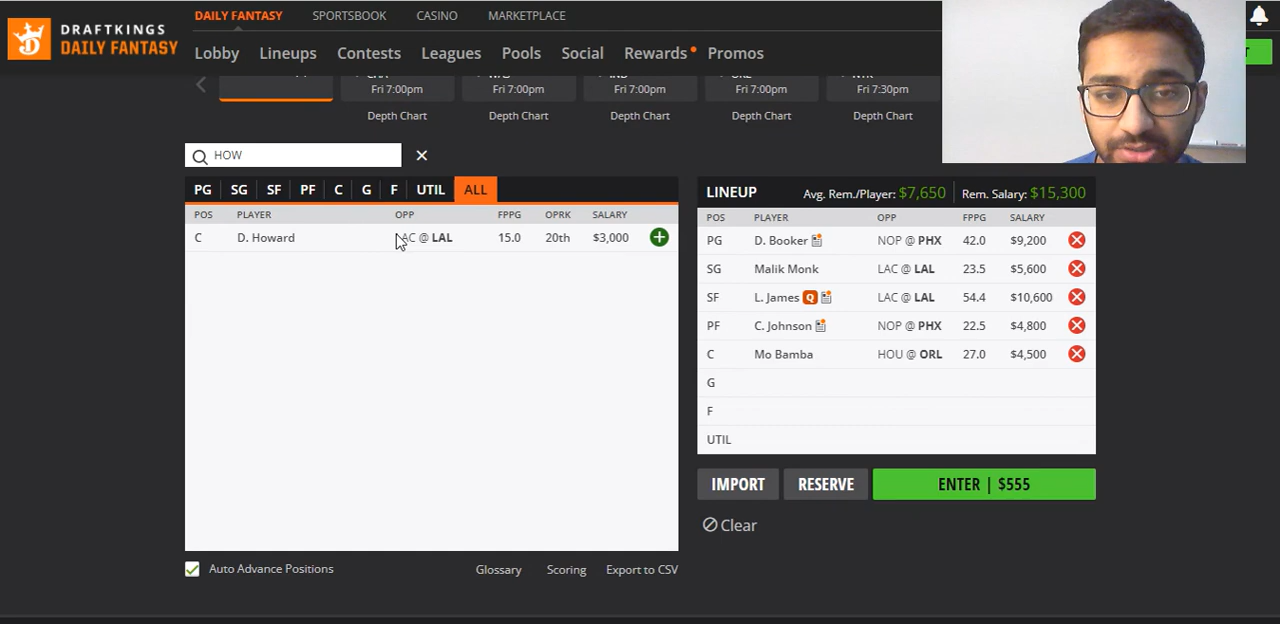 DAILY FANTASY SPORTSBOOK CASINO MARKETPLACE
DRAFTKINGS
DAILY FANTASY
Lobby Lineups Contests Leagues Pools Social Rewards Promos
Fri 7:00pm Fri 7:00pm Fri 7:00pm Fri 7:00pm Fri 7:30pm
Depth Chart Depth Chart Depth Chart Depth Chart Depth Chart
HOW
PG SG SF PF C G F UTIL ALL
POS PLAYER OPP FPPG OPRK SALARY
C D. Howard @ LAL 15.0 20th $3,000
Auto Advance Positions
Glossary Scoring Export to CSV
LINEUP Avg. Rem./Player: $7,650 Rem. Salary: $15,300
POS PLAYER OPP FPPG SALARY
PG D. Booker NOP @ PHX 42.0 $9,200
SG Malik Monk LAC @ LAL 23.5 $5,600
SF L. James Q LAC @ LAL 54.4 $10,600
PF C. Johnson NOP @ PHX 22.5 $4,800
C Mo Bamba HOU @ ORL 27.0 $4,500
G
F
UTIL
IMPORT RESERVE ENTER | $555
Clear